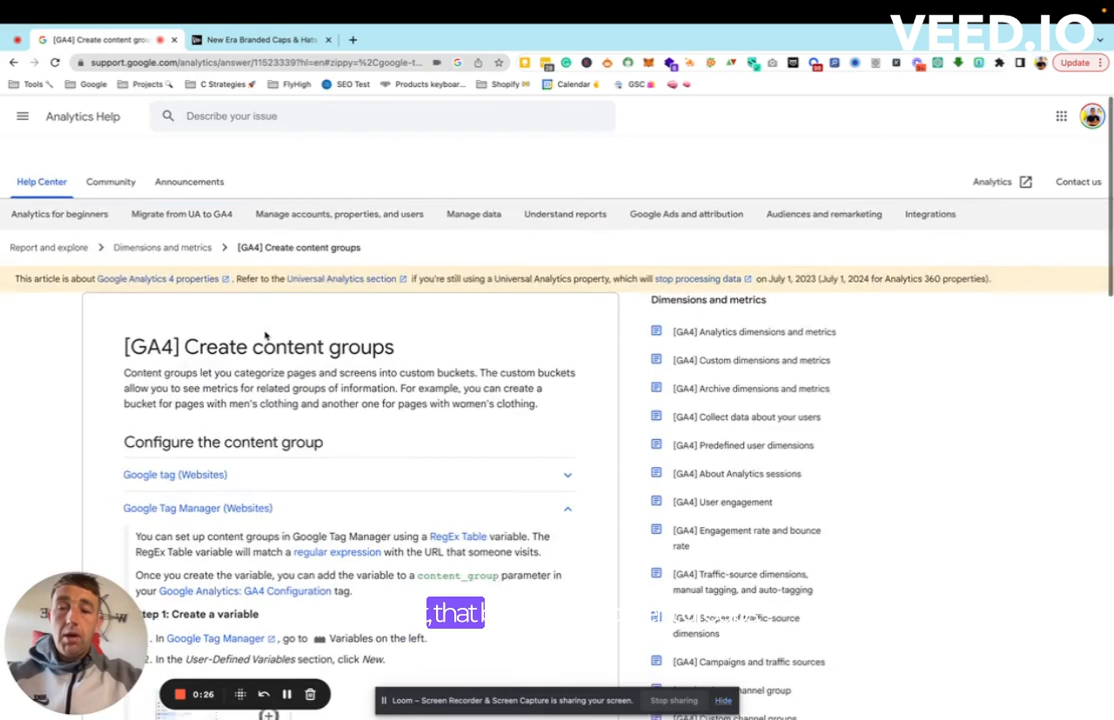 VEED.IO
[GA4] Create content grou
New Era Branded Caps & Hats
support.google.com/analytics/answer/11523339?hl=en#zippy=%2Cgoogle-t...
Update
Tools
Google
Projects
C Strategies
FlyHigh
SEO Test
Products keyboar...
Shopify
Calendar
GSC
Analytics Help
Describe your issue
Help Center
Community
Announcements
Analytics
Contact us
Analytics for beginners
Migrate from UA to GA4
Manage accounts, properties, and users
Manage data
Understand reports
Google Ads and attribution
Audiences and remarketing
Integrations
Report and explore > Dimensions and metrics > [GA4] Create content groups
This article is about Google Analytics 4 properties . Refer to the Universal Analytics section if you're still using a Universal Analytics property, which will stop processing data on July 1, 2023 (July 1, 2024 for Analytics 360 properties).
[GA4] Create content groups
Content groups let you categorize pages and screens into custom buckets. The custom buckets
allow you to see metrics for related groups of information. For example, you can create a
bucket for pages with men's clothing and another one for pages with women's clothing.
Configure the content group
Google tag (Websites)
Google Tag Manager (Websites)
You can set up content groups in Google Tag Manager using a RegEx Table variable. The
RegEx Table variable will match a regular expression with the URL that someone visits.
Once you create the variable, you can add the variable to a content_group parameter in
your Google Analytics: GA4 Configuration tag.
tep 1: Create a variable
. In Google Tag Manager , go to Variables on the left.
2. In the User-Defined Variables section, click New.
Dimensions and metrics
[GA4] Analytics dimensions and metrics
[GA4] Custom dimensions and metrics
[GA4] Archive dimensions and metrics
[GA4] Collect data about your users
[GA4] Predefined user dimensions
[GA4] About Analytics sessions
[GA4] User engagement
[GA4] Engagement rate and bounce
rate
[GA4] Traffic-source dimensions,
manual tagging, and auto-tagging
[GA4] Scopes of traffic-source
dimensions
[GA4] Campaigns and traffic sources
channel group
[GA4] Custom channel groups
, that
0:26
Loom – Screen Recorder & Screen Capture is sharing your screen.
Stop sharing
Hide